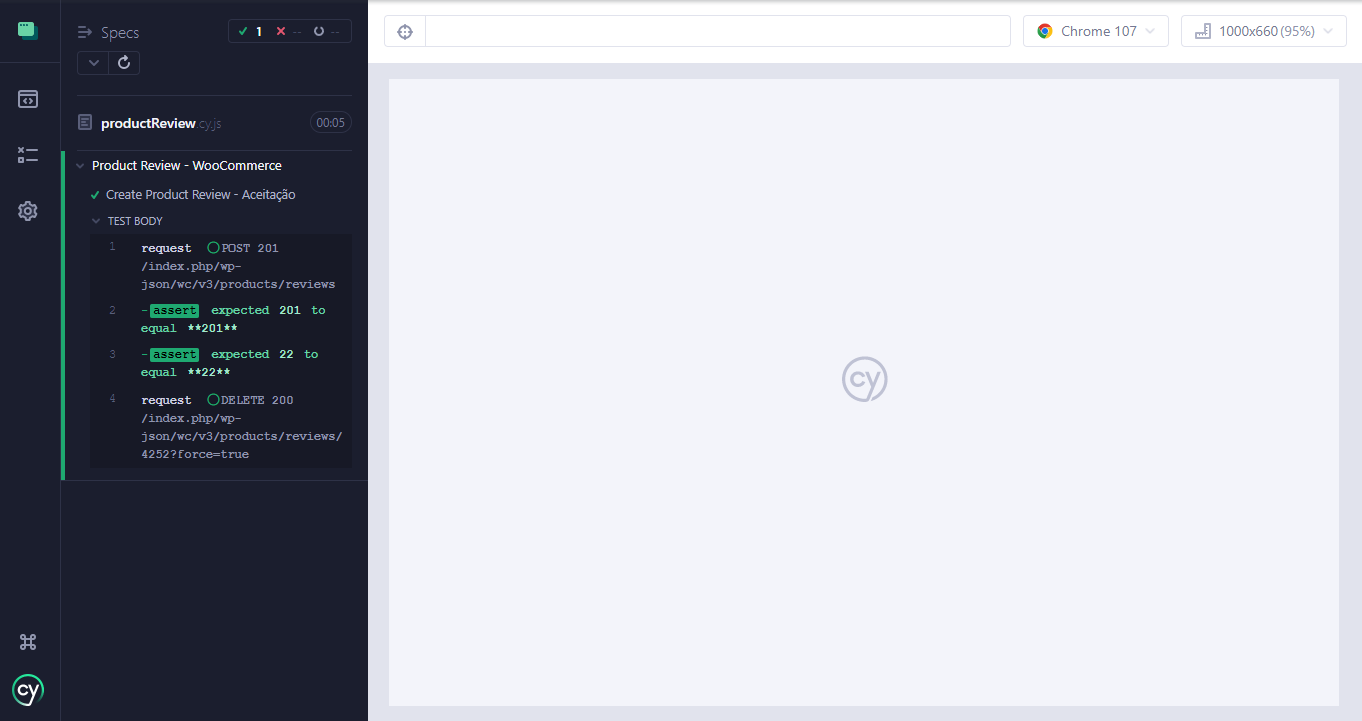 Specs
1 -- --
productReview.cy.js
00:05
Product Review - WooCommerce
Create Product Review - Aceitação
TEST BODY
1 request POST 201
/index.php/wp-
json/wc/v3/products/reviews
2 -assert expected 201 to
equal **201**
3 -assert expected 22 to
equal **22**
4 request DELETE 200
/index.php/wp-
json/wc/v3/products/reviews/
4252?force=true
cy
Chrome 107
1000x660 (95%)
cy